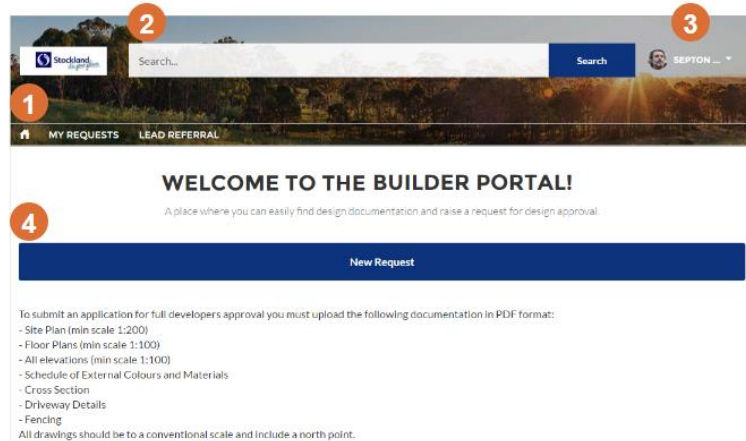 2
3
Stockland
Search...
Search
SEPTON ...
1
MY REQUESTS LEAD REFERRAL
WELCOME TO THE BUILDER PORTAL!
A place where you can easily find design documentation and raise a request for design approval.
4
New Request
To submit an application for full developers approval you must upload the following documentation in PDF format:
- Site Plan (min scale 1:200)
- Floor Plans (min scale 1:100)
- All elevations (min scale 1:100)
- Schedule of External Colours and Materials
- Cross Section
- Driveway Details
- Fencing
All drawings should be to a conventional scale and include a north point.